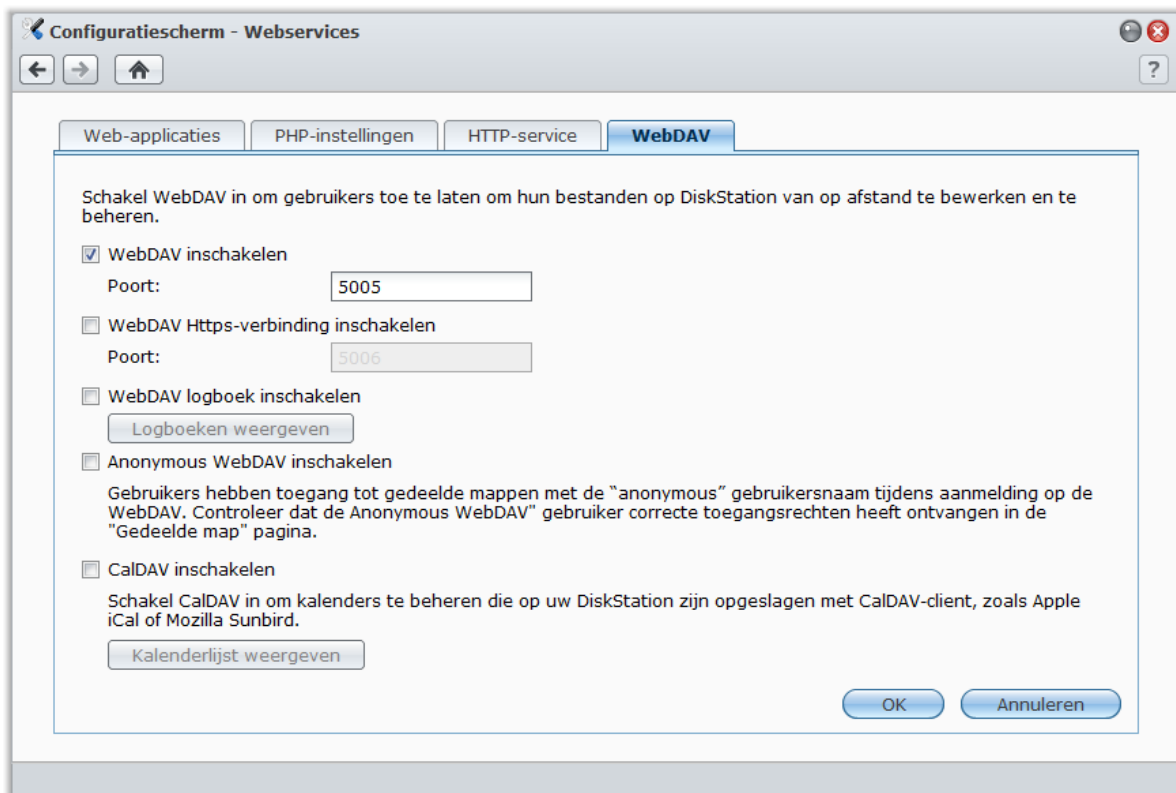 Configuratiescherm - Webservices
?
Web-applicaties
PHP-instellingen
HTTP-service
WebDAV
Schakel WebDAV in om gebruikers toe te laten om hun bestanden op DiskStation van op afstand te bewerken en te
beheren.
WebDAV inschakelen
Poort:
5005
WebDAV Https-verbinding inschakelen
Poort:
5006
WebDAV logboek inschakelen
Logboeken weergeven
Anonymous WebDAV inschakelen
Gebruikers hebben toegang tot gedeelde mappen met de “anonymous” gebruikersnaam tijdens aanmelding op de
WebDAV. Controleer dat de Anonymous WebDAV" gebruiker correcte toegangsrechten heeft ontvangen in de
"Gedeelde map" pagina.
CalDAV inschakelen
Schakel CalDAV in om kalenders te beheren die op uw DiskStation zijn opgeslagen met CalDAV-client, zoals Apple
iCal of Mozilla Sunbird.
Kalenderlijst weergeven
OK
Annuleren